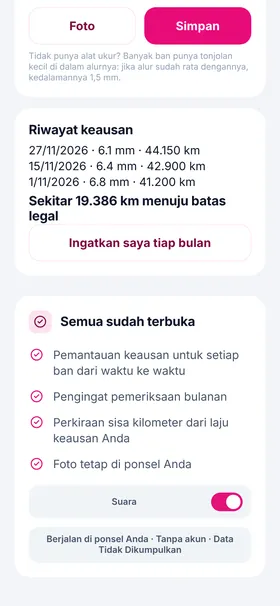 Foto
Simpan
Tidak punya alat ukur? Banyak ban punya tonjolan
kecil di dalam alurnya: jika alur sudah rata dengannya,
kedalamannya 1,5 mm.
Riwayat keausan
27/11/2026 · 6.1 mm · 44.150 km
15/11/2026 · 6.4 mm · 42.900 km
1/11/2026 · 6.8 mm · 41.200 km
Sekitar 19.386 km menuju batas
legal
Ingatkan saya tiap bulan
Semua sudah terbuka
Pemantauan keausan untuk setiap
ban dari waktu ke waktu
Pengingat pemeriksaan bulanan
Perkiraan sisa kilometer dari laju
keausan Anda
Foto tetap di ponsel Anda
Suara
Berjalan di ponsel Anda · Tanpa akun · Data
Tidak Dikumpulkan